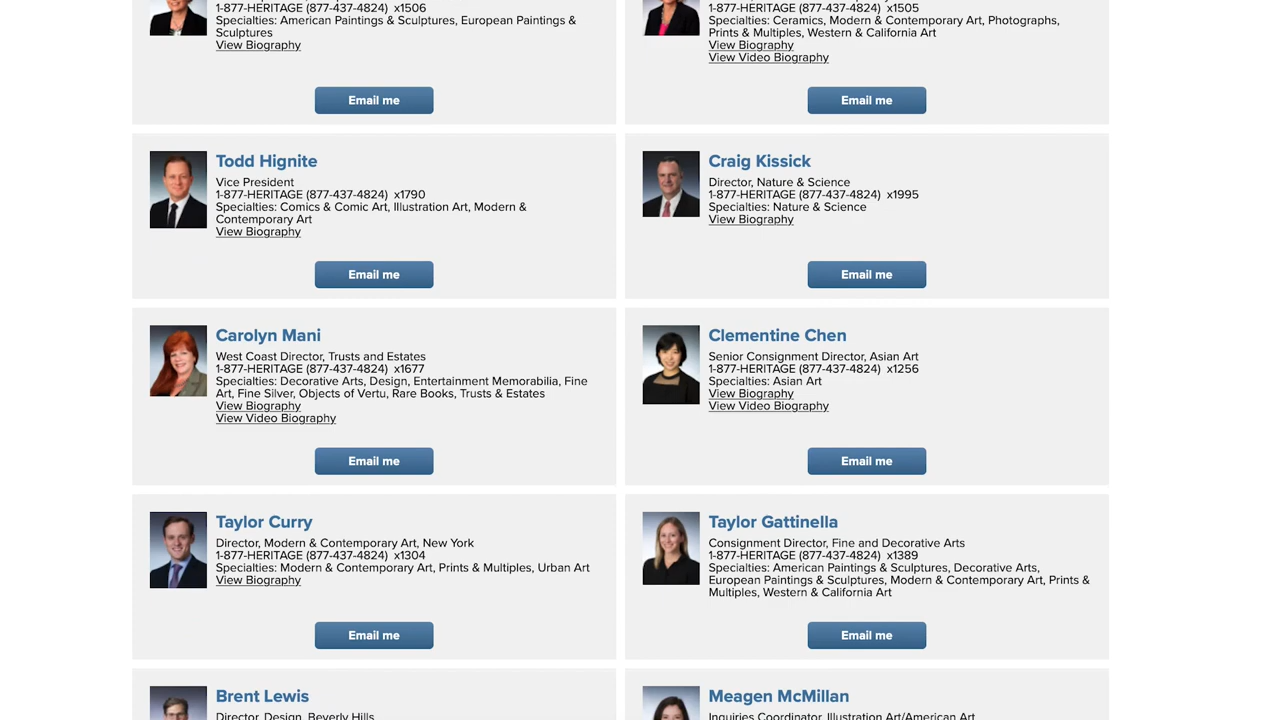 1-877-HERITAGE (877-437-4824) x1506
Specialties: American Paintings & Sculptures, European Paintings &
Sculptures
View Biography
Email me
1-877-HERITAGE (877-437-4824) x1505
Specialties: Ceramics, Modern & Contemporary Art, Photographs,
Prints & Multiples, Western & California Art
View Biography
View Video Biography
Email me
Todd Hignite
Vice President
1-877-HERITAGE (877-437-4824) x1790
Specialties: Comics & Comic Art, Illustration Art, Modern &
Contemporary Art
View Biography
Email me
Craig Kissick
Director, Nature & Science
1-877-HERITAGE (877-437-4824) x1995
Specialties: Nature & Science
View Biography
Email me
Carolyn Mani
West Coast Director, Trusts and Estates
1-877-HERITAGE (877-437-4824) x1677
Specialties: Decorative Arts, Design, Entertainment Memorabilia, Fine
Art, Fine Silver, Objects of Vertu, Rare Books, Trusts & Estates
View Biography
View Video Biography
Email me
Clementine Chen
Senior Consignment Director, Asian Art
1-877-HERITAGE (877-437-4824) x1256
Specialties: Asian Art
View Biography
View Video Biography
Email me
Taylor Curry
Director, Modern & Contemporary Art, New York
1-877-HERITAGE (877-437-4824) x1304
Specialties: Modern & Contemporary Art, Prints & Multiples, Urban Art
View Biography
Email me
Taylor Gattinella
Consignment Director, Fine and Decorative Arts
1-877-HERITAGE (877-437-4824) x1389
Specialties: American Paintings & Sculptures, Decorative Arts,
European Paintings & Sculptures, Modern & Contemporary Art, Prints &
Multiples, Western & California Art
Email me
Brent Lewis
Director, Design, Beverly Hills
Meagen McMillan
Inquiries Coordinator, Illustration Art/American Art